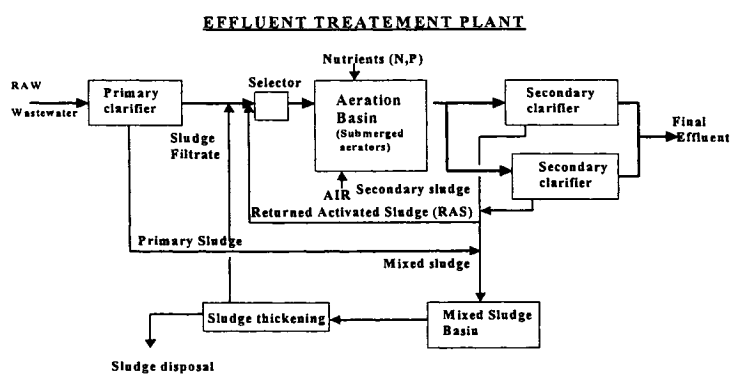 EFFLUENT TREATEMENT PLANT
Nutrients (N,P)
RAW
Wastewater
Primary
clarifier
Selector
Aeration
Basin
(Submerged
aerators)
Secondary
clarifier
Final
Effluent
Sludge
Filtrate
Secondary
clarifier
AIR
Secondary sludge
Returned Activated Sludge (RAS)
Primary Sludge
Mixed sludge
Sludge thickening
Mixed Sludge
Basin
Sludge disposal